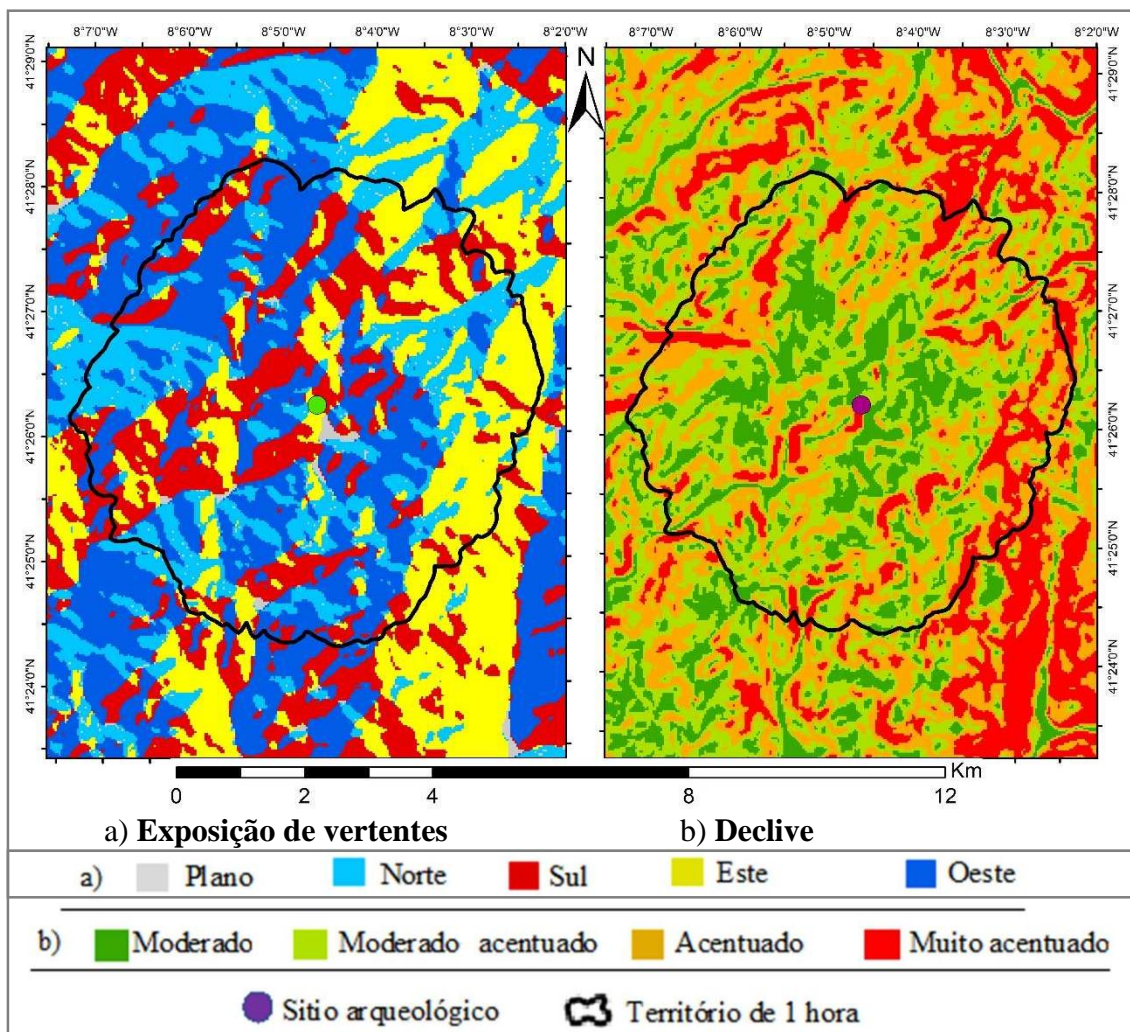 8°7'0"W 8°6'0"W 8°5'0"W 8°4'0"W 8°3'0"W 8°2'0"W
8°7'0"W 8°6'0"W 8°5'0"W 8°4'0"W 8°3'0"W 8°2'0"W
N
41°29'0"N
41°28'0"N
41°27'0"N
41°26'0"N
41°25'0"N
41°24'0"N
41°29'0"N
41°28'0"N
41°27'0"N
41°26'0"N
41°25'0"N
41°24'0"N
Km
0 2 4 8 12
a) Exposição de vertentes b) Declive
a) Plano Norte Sul Este Oeste
b) Moderado Moderado acentuado Acentuado Muito acentuado
Sitio arqueológico Território de 1 hora